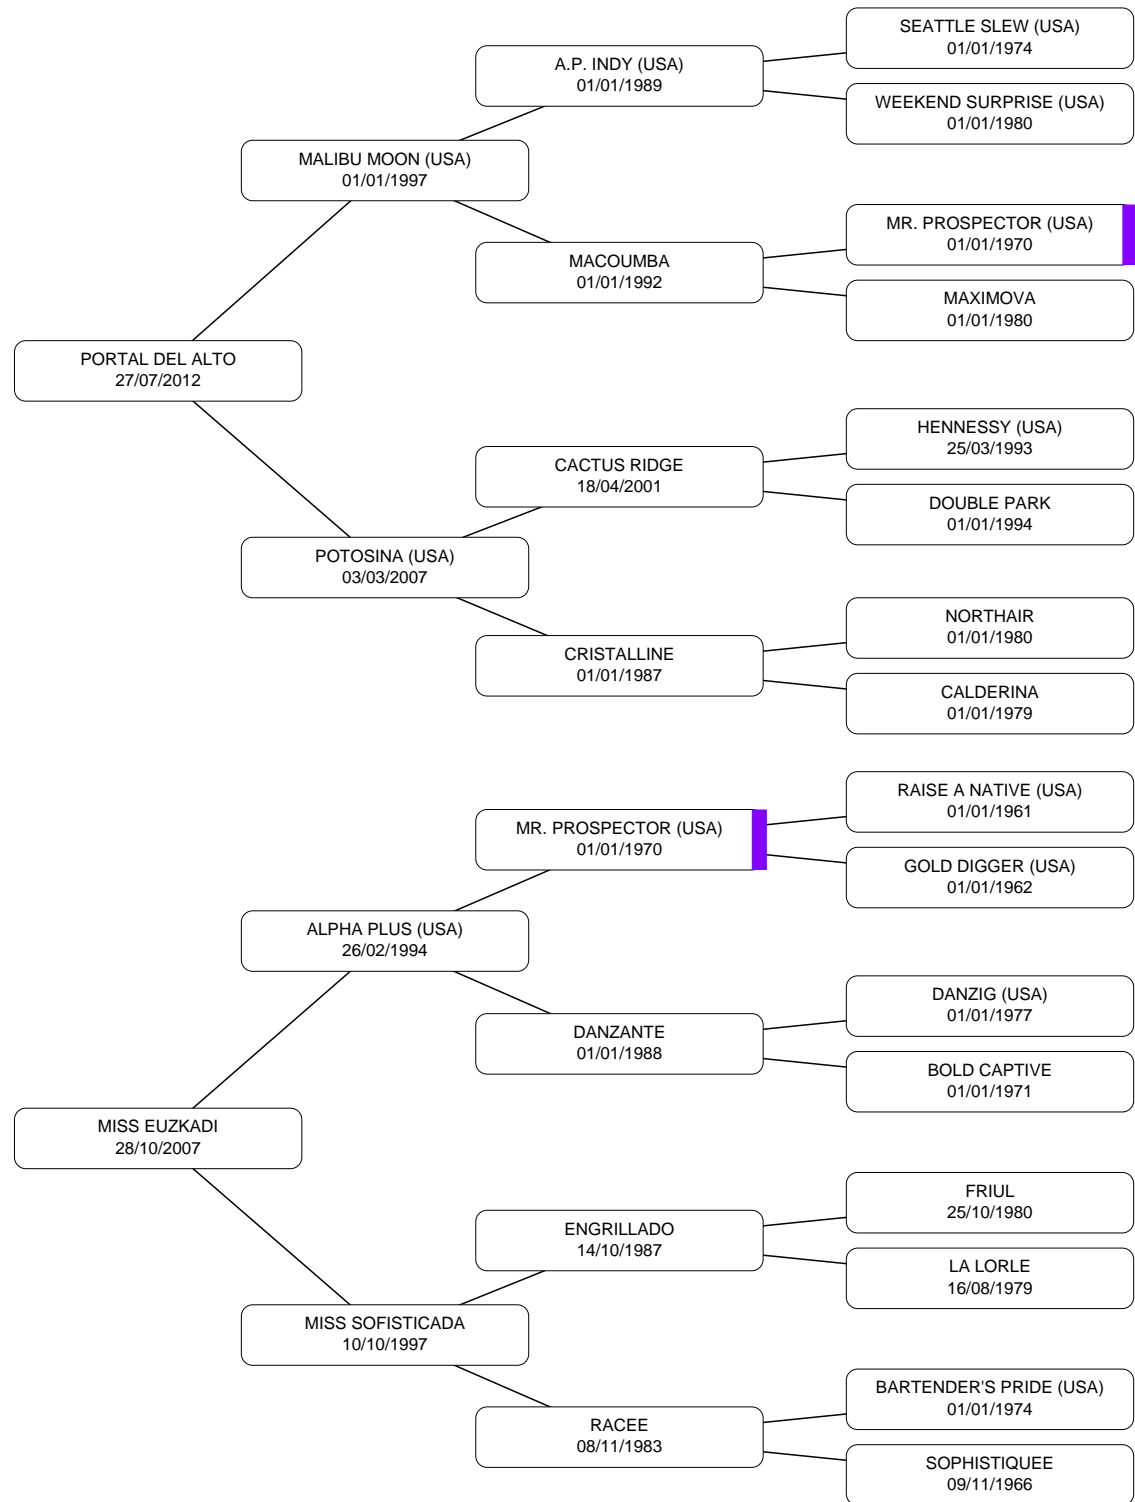 SEATTLE SLEW (USA)
01/01/1974
A.P. INDY (USA)
01/01/1989
WEEKEND SURPRISE (USA)
01/01/1980
MALIBU MOON (USA)
01/01/1997
MR. PROSPECTOR (USA)
01/01/1970
MACOUMBA
01/01/1992
MAXIMOVA
01/01/1980
PORTAL DEL ALTO
27/07/2012
HENNESSY (USA)
25/03/1993
CACTUS RIDGE
18/04/2001
DOUBLE PARK
01/01/1994
POTOSINA (USA)
03/03/2007
NORTHAIR
01/01/1980
CRISTALLINE
01/01/1987
CALDERINA
01/01/1979
RAISE A NATIVE (USA)
01/01/1961
MR. PROSPECTOR (USA)
01/01/1970
GOLD DIGGER (USA)
01/01/1962
ALPHA PLUS (USA)
26/02/1994
DANZIG (USA)
01/01/1977
DANZANTE
01/01/1988
BOLD CAPTIVE
01/01/1971
MISS EUZKADI
28/10/2007
FRIUL
25/10/1980
ENGRILLADO
14/10/1987
LA LORLE
16/08/1979
MISS SOFISTICADA
10/10/1997
BARTENDER'S PRIDE (USA)
01/01/1974
RACEE
08/11/1983
SOPHISTIQUEE
09/11/1966